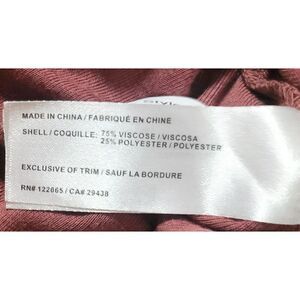 MADE IN CHINA / FABRIQUÉ EN CHINE
SHELL / COQUILLE: 75% VISCOSE / VISCOSA
25% POLYESTER / POLYESTER
EXCLUSIVE OF TRIM / SAUF LA BORDURE
RN# 122665 / CA# 29438